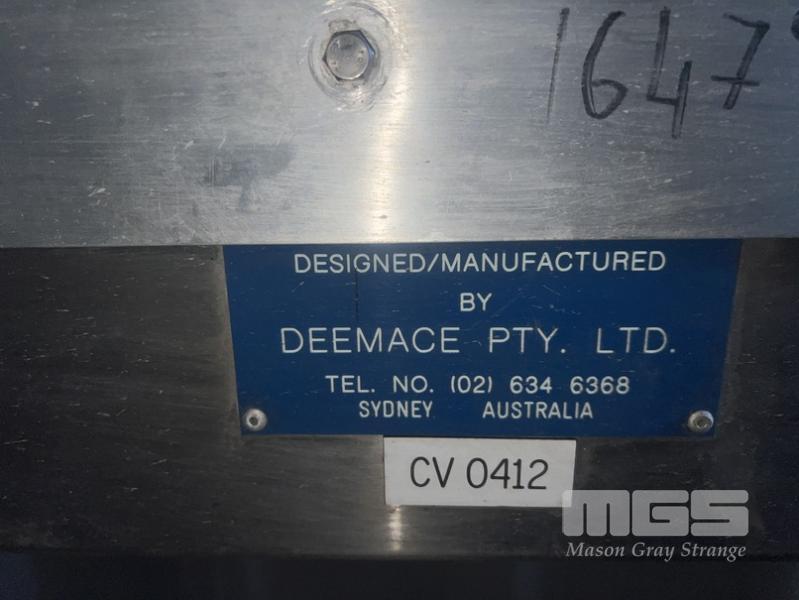 1647
DESIGNED/MANUFACTURED
BY
DEEMACE PTY. LTD.
TEL. NO. (02) 634 6368
SYDNEY AUSTRALIA
CV 0412
MGS
Mason Gray Strange